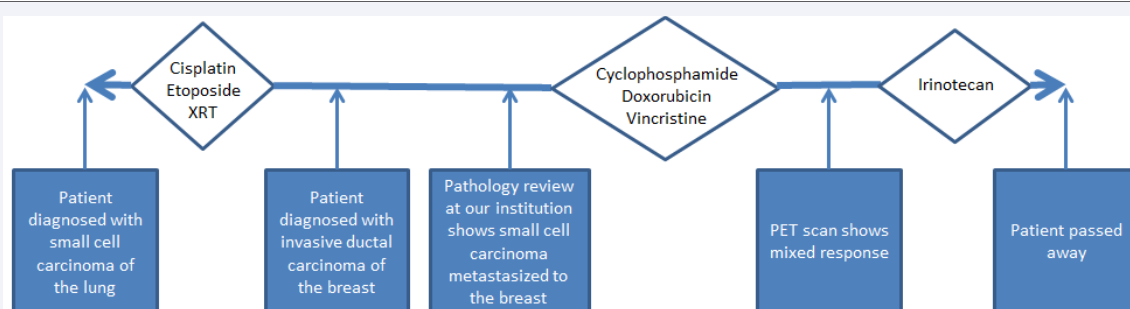 Cisplatin
Etoposide
XRT
Cyclophosphamide
Doxorubicin
Vincristine
Irinotecan
Patient
diagnosed with
small cell
carcinoma of
the lung
Patient
diagnosed with
invasive ductal
carcinoma of
the breast
Pathology review
at our institution
shows small cell
carcinoma
metastasized to
the breast
PET scan shows
mixed response
Patient passed
away